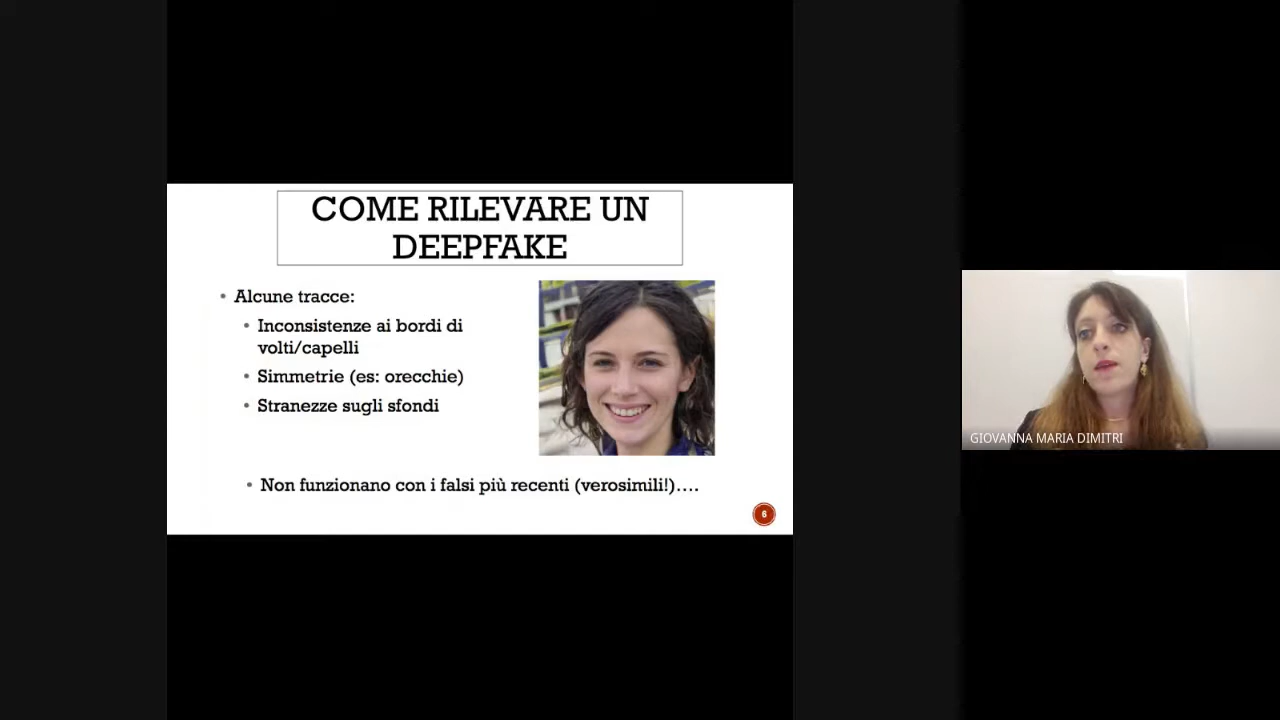 COME RILEVARE UN
DEEPFAKE
• Alcune tracce:
• Inconsistenze ai bordi di
volti/capelli
• Simmetrie (es: orecchie)
• Stranezze sugli sfondi
• Non funzionano con i falsi più recenti (verosimili!)....
6
GIOVANNA MARIA DIMITRI